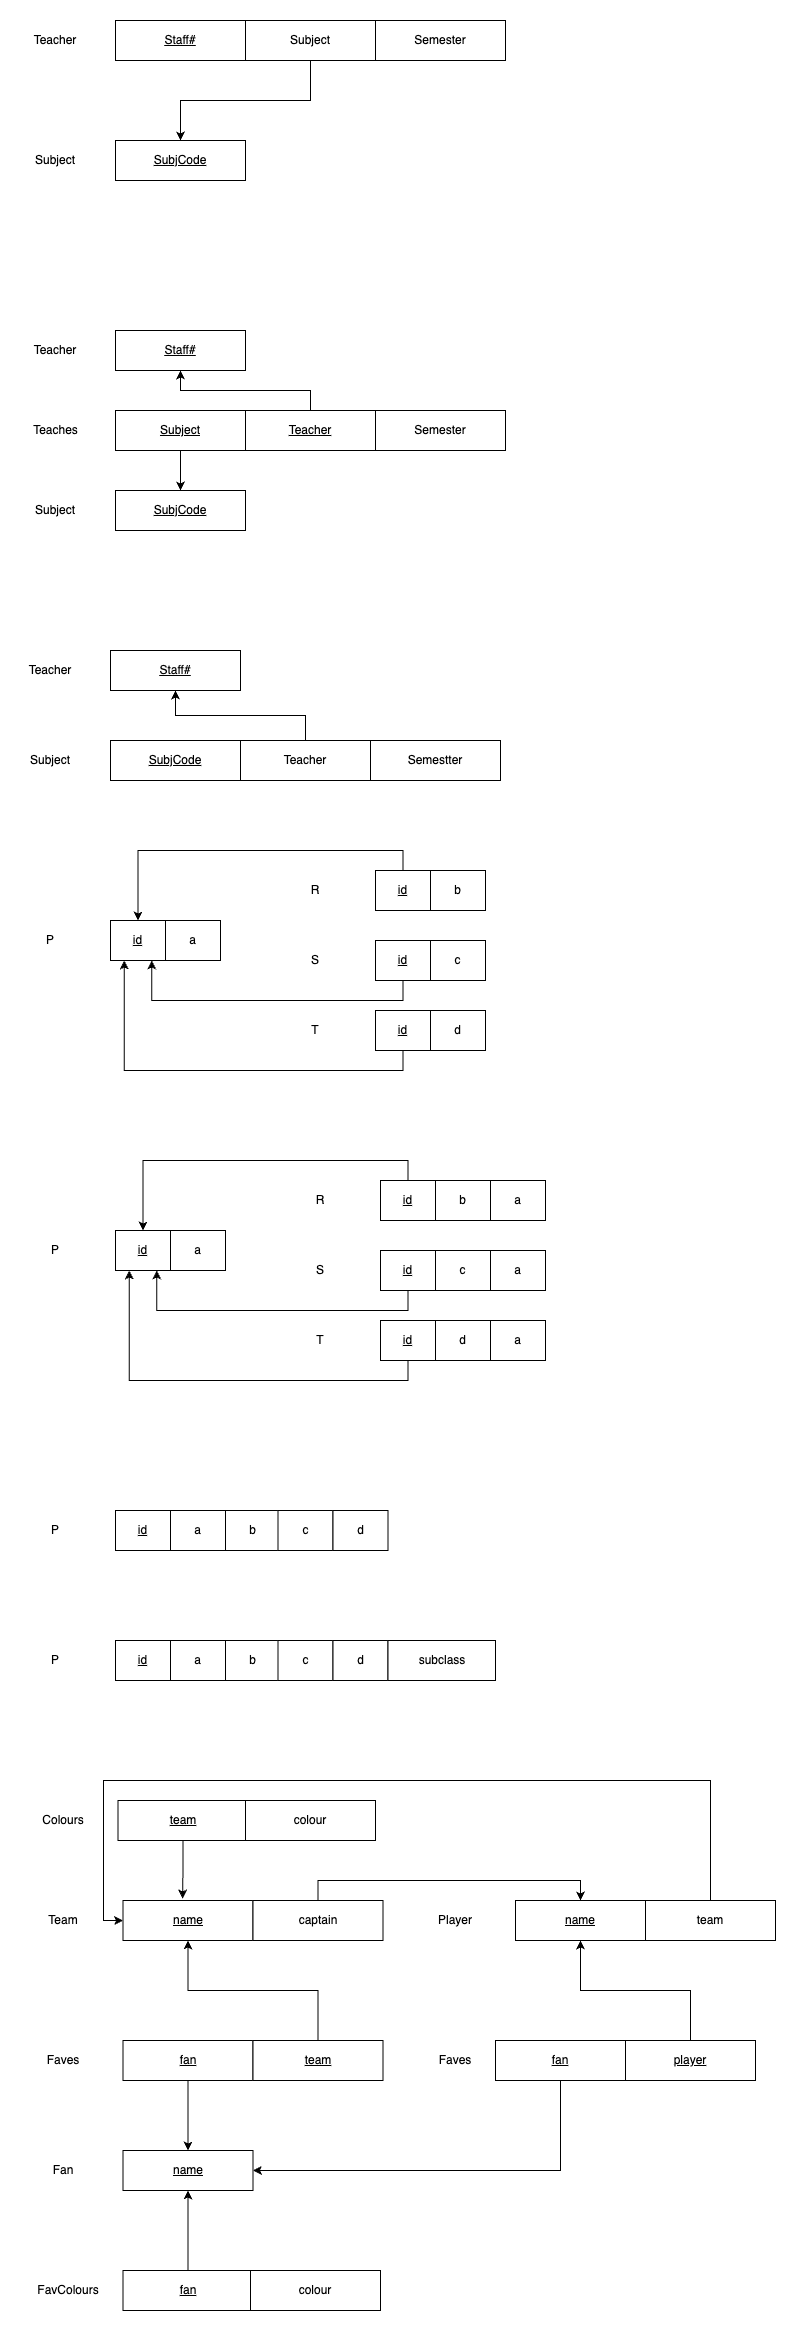 Teacher Staff# Subject Semester
Subject SubjCode
Teacher Staff#
Teaches Subject Teacher Semester
Subject SubjCode
Teacher Staff#
Subject SubjCode Teacher Semestter
R id b
P id a
S id c
T id d
R id b a
P id a
S id c a
T id d a
P id a b c d
P id a b c d subclass
Colours team colour
Team name captain Player name team
Faves fan team Faves fan player
Fan name
FavColours fan colour